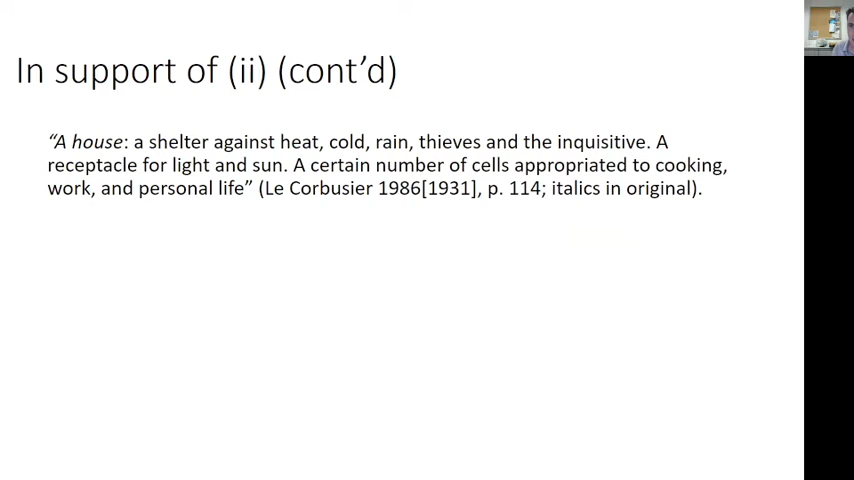 In support of (ii) (cont’d)
“A house: a shelter against heat, cold, rain, thieves and the inquisitive. A
receptacle for light and sun. A certain number of cells appropriated to cooking,
work, and personal life” (Le Corbusier 1986[1931], p. 114; italics in original).